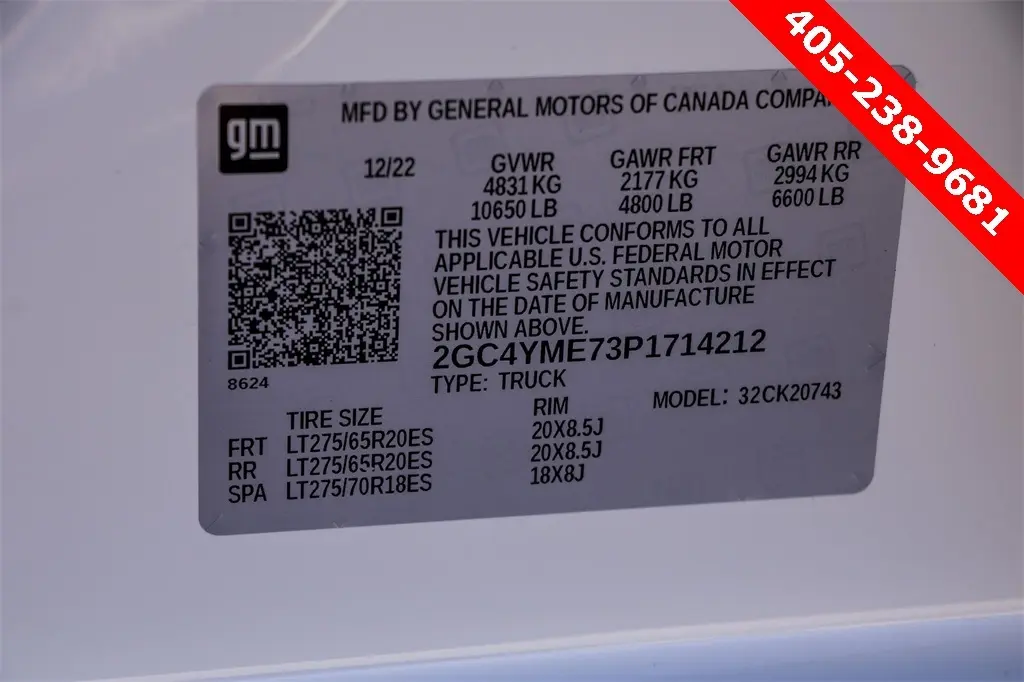 405-238-9681
gm
MFD BY GENERAL MOTORS OF CANADA
12/22
GVWR
4831 KG
10650 LB
GAWR FRT
2177 KG
4800 LB
GAWR RR
2994 KG
6600 LB
THIS VEHICLE CONFORMS TO ALL
APPLICABLE U.S. FEDERAL MOTOR
VEHICLE SAFETY STANDARDS IN EFFECT
ON THE DATE OF MANUFACTURE
SHOWN ABOVE.
2GC4YME73P1714212
8624
TYPE: TRUCK
MODEL: 32CK20743
TIRE SIZE RIM
FRT LT275/65R20ES 20X8.5J
RR LT275/65R20ES 20X8.5J
SPA LT275/70R18ES 18X8J